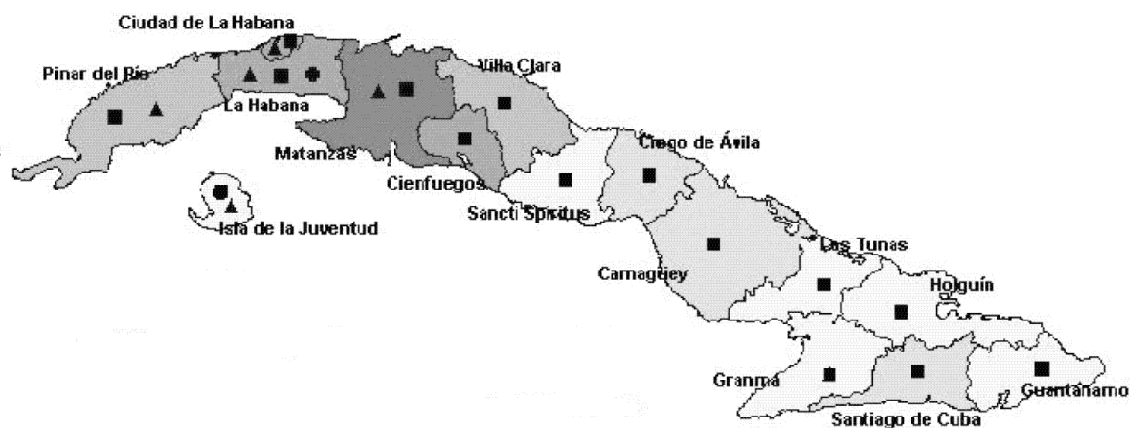 Ciudad de La Habana
Pinar del Río
Villa Clara
La Habana
Matanzas
Ciego de Ávila
Cienfuegos
Sancti Spiritus
Isla de la Juventud
Las Tunas
Camagüey
Holguín
Granma
Guantánamo
Santiago de Cuba